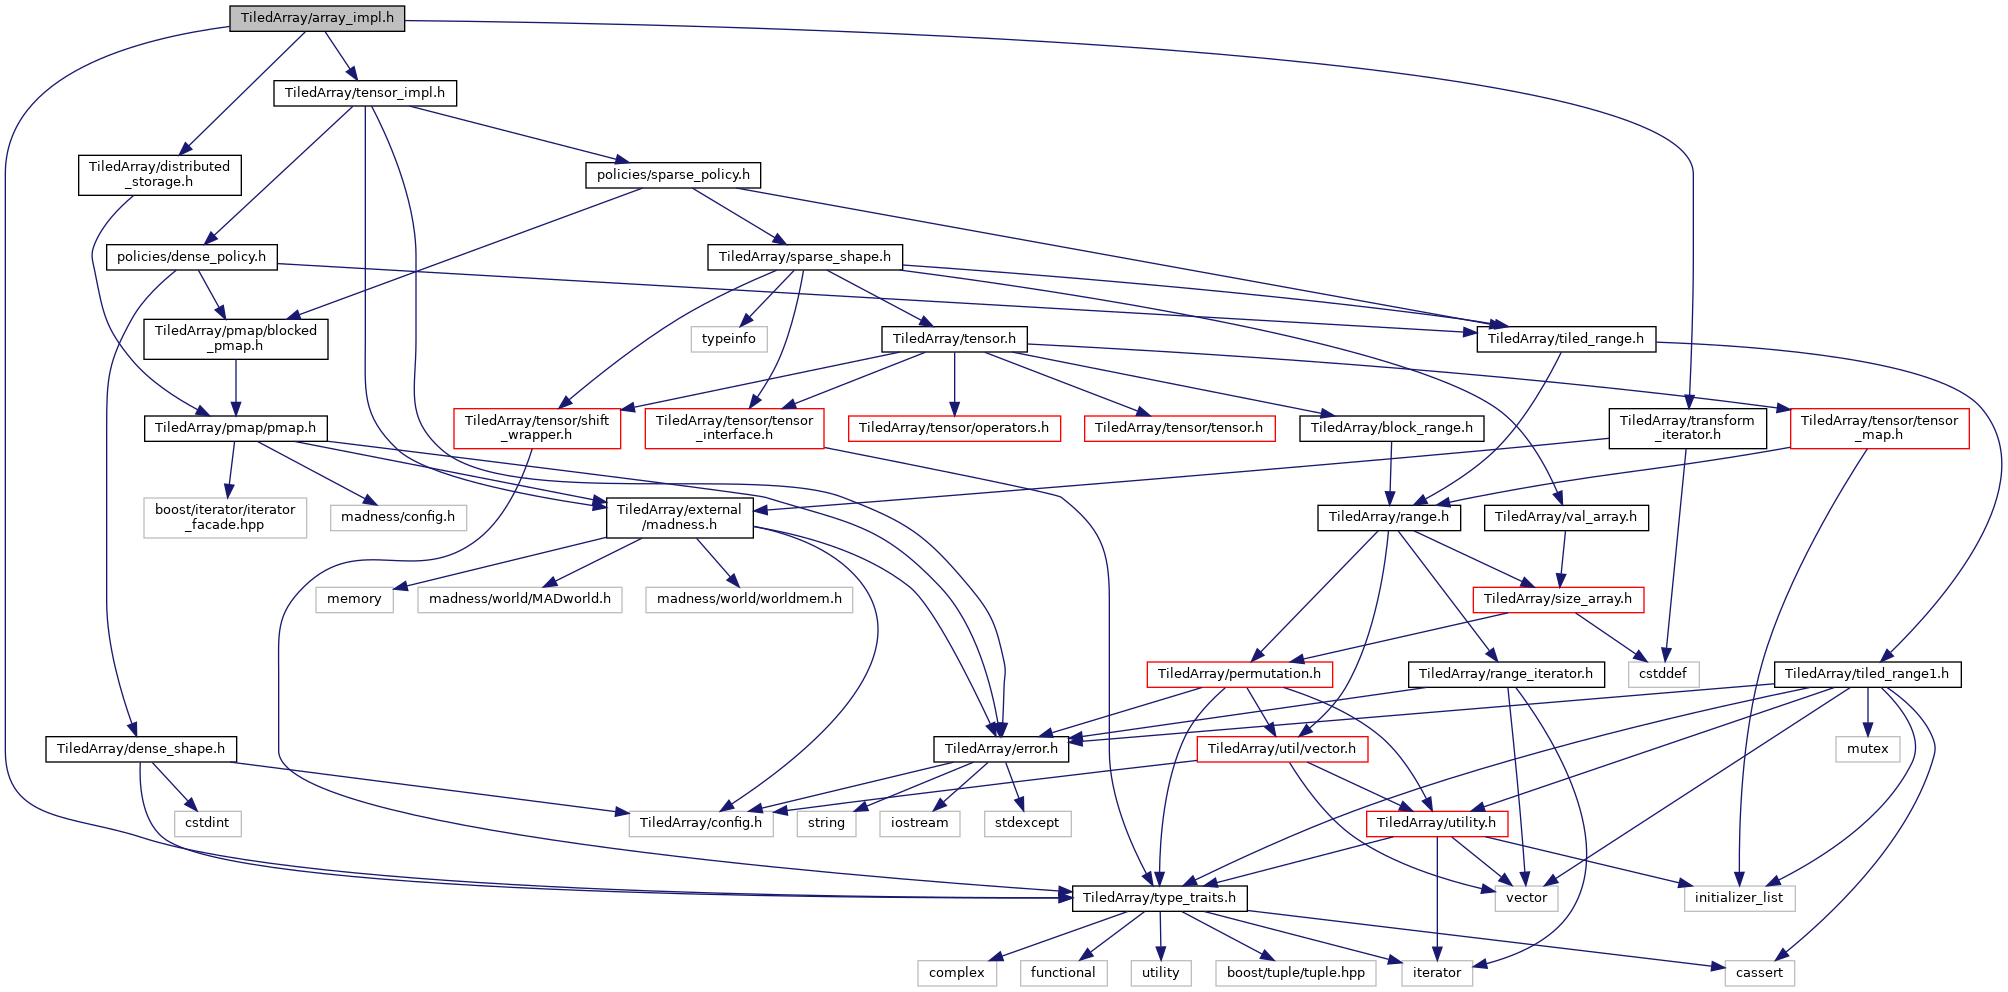 TiledArray/array_impl.h
TiledArray/tensor_impl.h
TiledArray/distributed
_storage.h
policies/sparse_policy.h
policies/dense_policy.h
TiledArray/sparse_shape.h
TiledArray/pmap/blocked
_pmap.h
typeinfo
TiledArray/tensor.h
TiledArray/tiled_range.h
TiledArray/pmap/pmap.h
TiledArray/tensor/shift
_wrapper.h
TiledArray/tensor/tensor
_interface.h
TiledArray/tensor/operators.h
TiledArray/tensor/tensor.h
TiledArray/block_range.h
TiledArray/transform
_iterator.h
TiledArray/tensor/tensor
_map.h
boost/iterator/iterator
_facade.hpp
madness/config.h
TiledArray/external
/madness.h
TiledArray/range.h
TiledArray/val_array.h
memory
madness/world/MADworld.h
madness/world/worldmem.h
TiledArray/size_array.h
TiledArray/permutation.h
TiledArray/range_iterator.h
cstddef
TiledArray/tiled_range1.h
TiledArray/dense_shape.h
TiledArray/error.h
TiledArray/util/vector.h
mutex
cstdint
TiledArray/config.h
string
iostream
stdexcept
TiledArray/utility.h
TiledArray/type_traits.h
vector
initializer_list
complex
functional
utility
boost/tuple/tuple.hpp
iterator
cassert